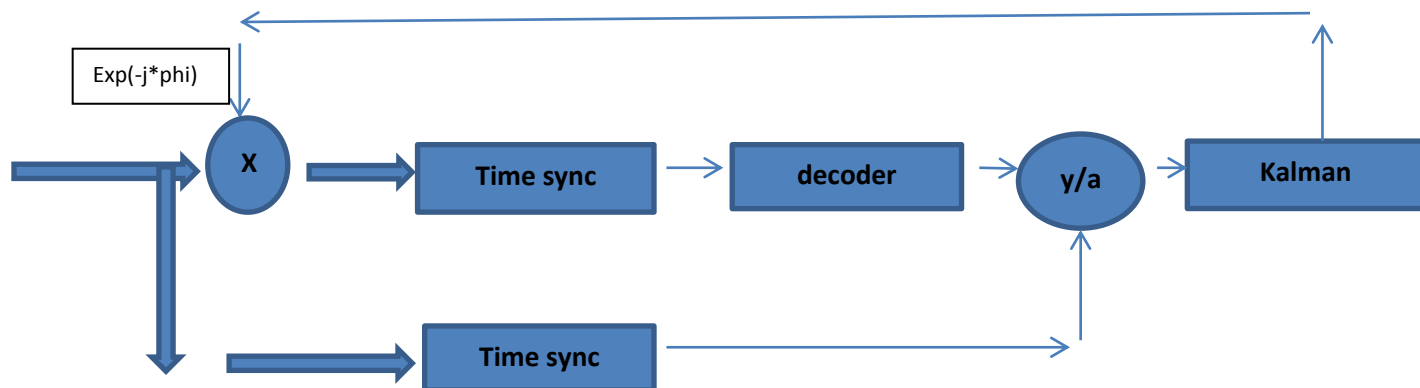 Exp(-j*phi)
X
Time sync
decoder
y/a
Kalman
Time sync